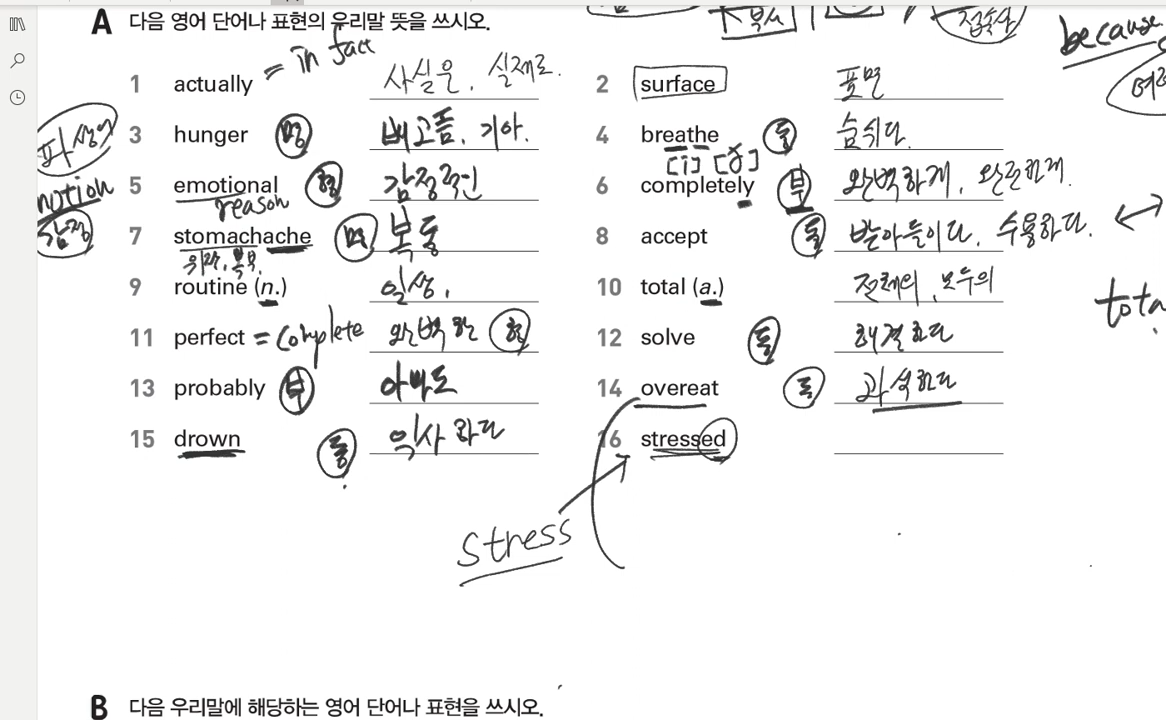 because
A 다음 영어 단어나 표현의 우리말 뜻을 쓰시오.
= in fact
1 actually 사실은, 실제로.
2 surface 표면
파생어
3 hunger 명 배고픔, 기아.
4 breathe 동 숨쉬다.
[i] [ð]
5 emotional 형 감정적인
6 completely 부 완벽하게, 완전하게.
reason
감정
7 stomachache 명 복통
8 accept 동 받아들이다, 수용하다. ↔
위장, 복부
9 routine (n.) 일상,
10 total (a.) 전체의, 모두의
tota
11 perfect = complete 완벽한 형
12 solve 동 해결하다
13 probably 부 아마도
14 overeat 동 과식하다
15 drown 동 익사하다
16 stressed
stress
B 다음 우리말에 해당하는 영어 단어나 표현을 쓰시오.